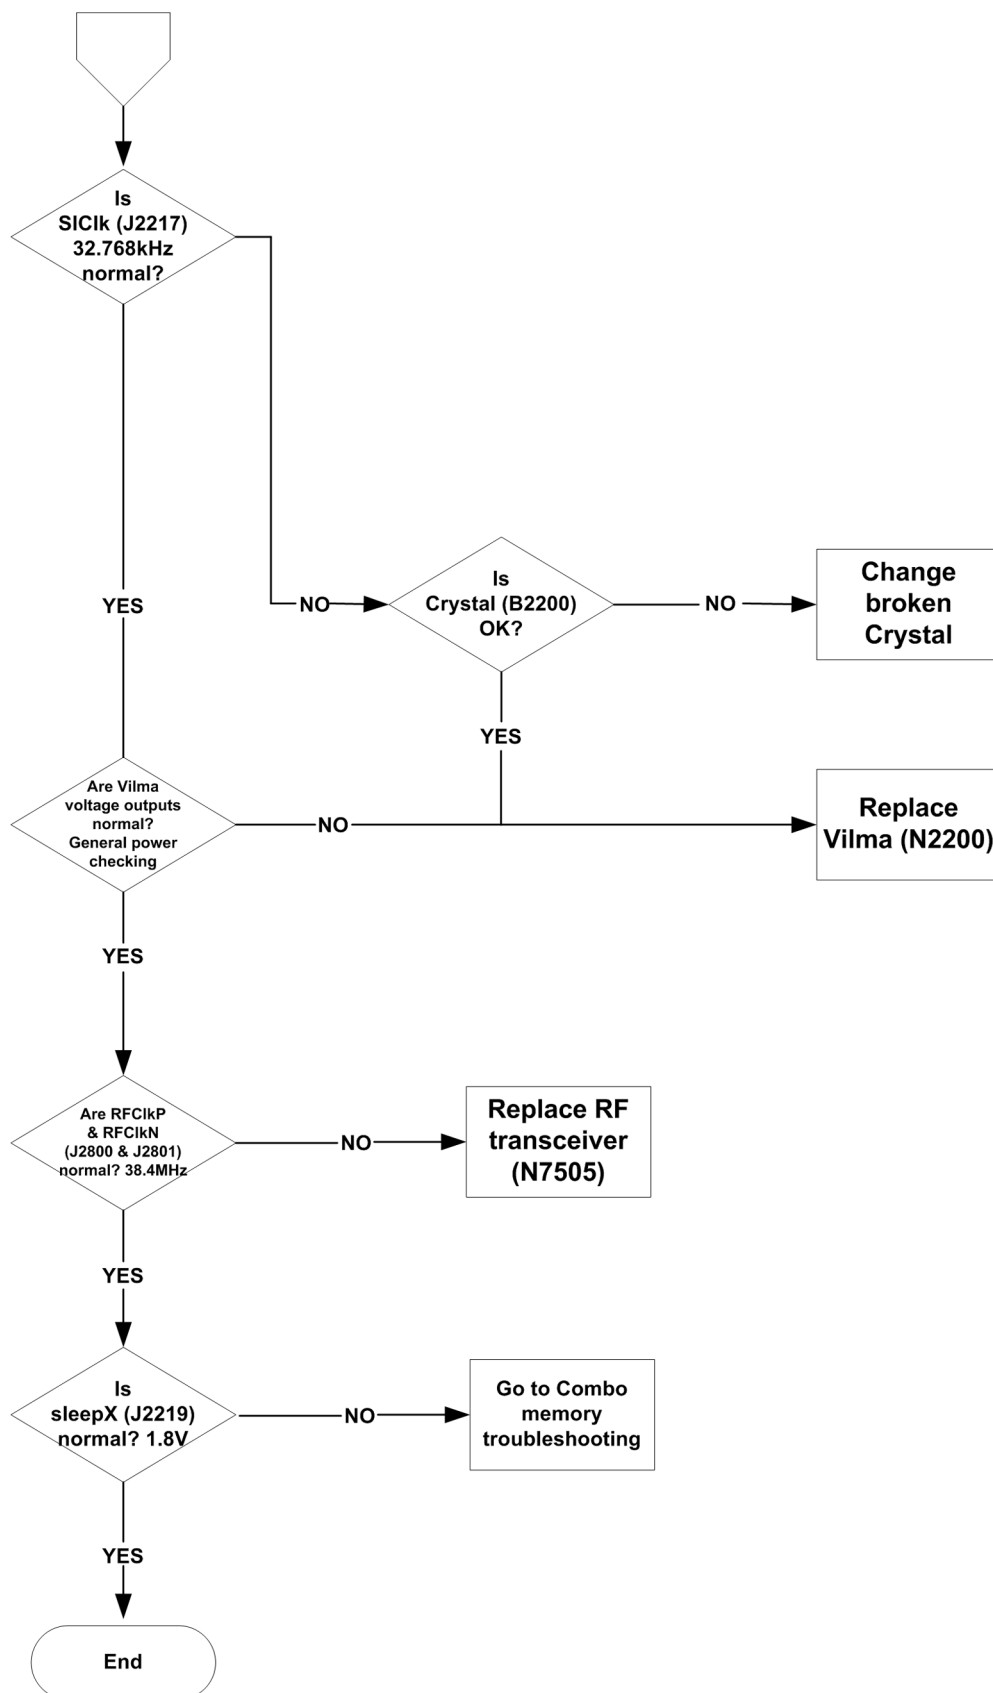 Is
SlClk (J2217)
32.768kHz
normal?
NO
Is
Crystal (B2200)
OK?
NO
Change
broken
Crystal
YES
YES
Are Vilma
voltage outputs
normal?
General power
checking
NO
Replace
Vilma (N2200)
YES
Are RFClkP
& RFClkN
(J2800 & J2801)
normal? 38.4MHz
NO
Replace RF
transceiver
(N7505)
YES
Is
sleepX (J2219)
normal? 1.8V
NO
Go to Combo
memory
troubleshooting
YES
End